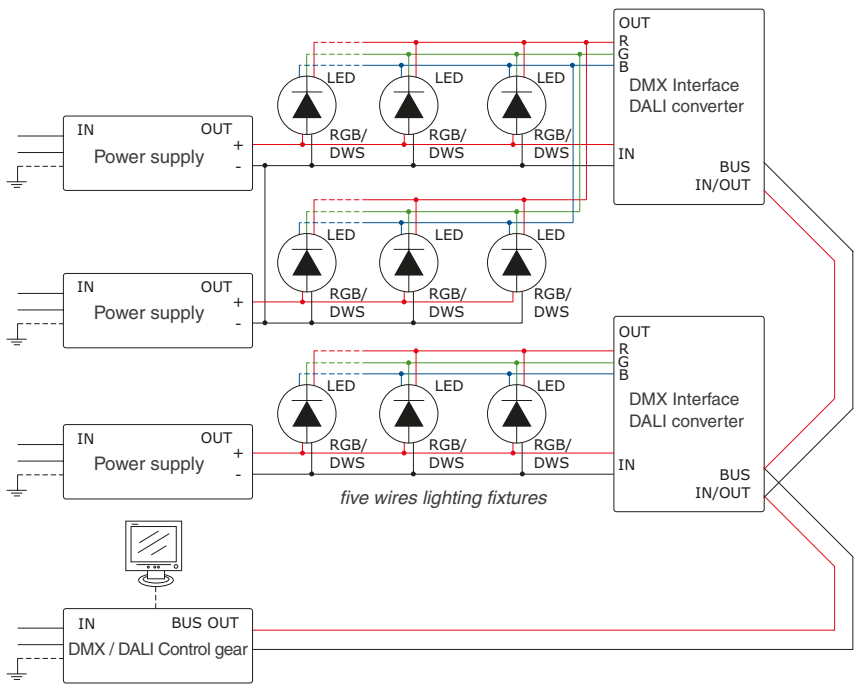 OUT
R
G
B
DMX Interface
DALI converter
IN
BUS
IN/OUT
LED
LED
LED
RGB/
DWS
RGB/
DWS
RGB/
DWS
IN
OUT
+
Power supply
-
LED
LED
LED
RGB/
DWS
RGB/
DWS
RGB/
DWS
IN
OUT
+
Power supply
-
OUT
R
G
B
DMX Interface
DALI converter
IN
BUS
IN/OUT
LED
LED
LED
RGB/
DWS
RGB/
DWS
RGB/
DWS
IN
OUT
+
Power supply
-
five wires lighting fixtures
IN
BUS OUT
DMX / DALI Control gear